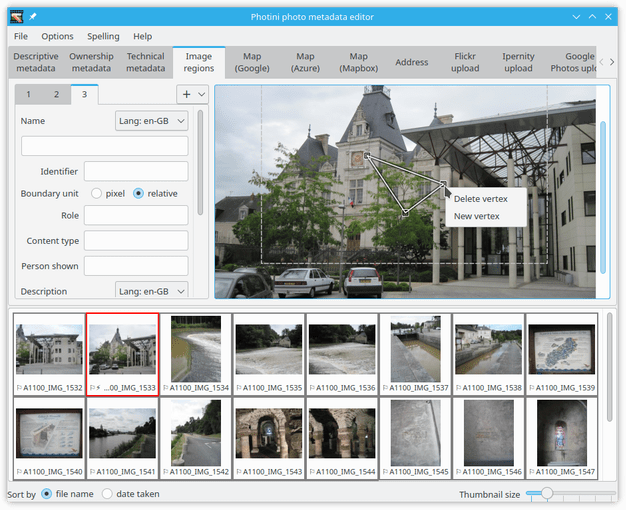 Photini photo metadata editor
File Options Spelling Help
Descriptive metadata
Ownership metadata
Technical metadata
Image regions
Map (Google)
Map (Azure)
Map (Mapbox)
Address
Flickr upload
Ipernity upload
Google Photos uplo
1 2 3
Name
Lang: en-GB
Identifier
Boundary unit pixel relative
Role
Content type
Person shown
Description
Lang: en-GB
Delete vertex
New vertex
A1100_IMG_1532
...00_IMG_1533
A1100_IMG_1534
A1100_IMG_1535
A1100_IMG_1536
A1100_IMG_1537
A1100_IMG_1538
A1100_IMG_1539
A1100_IMG_1540
A1100_IMG_1541
A1100_IMG_1542
A1100_IMG_1543
A1100_IMG_1544
A1100_IMG_1545
A1100_IMG_1546
A1100_IMG_1547
Sort by file name date taken
Thumbnail size